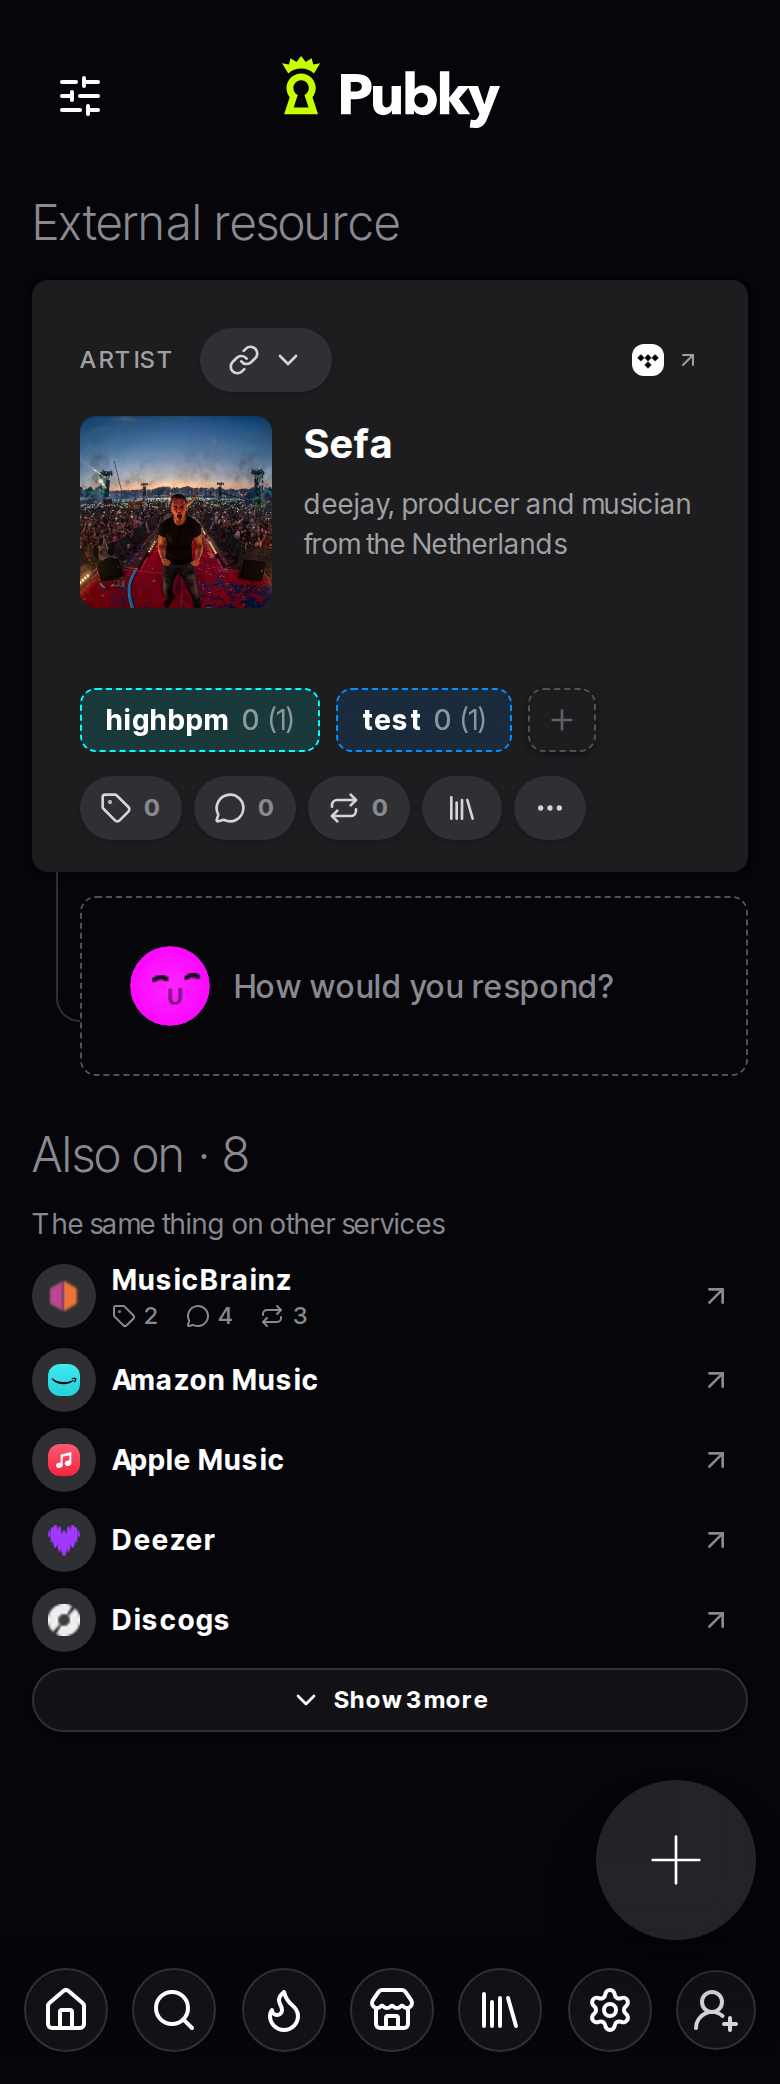 Pubky
External resource
ARTIST
Sefa
deejay, producer and musician
from the Netherlands
highbpm 0 (1) test 0 (1)
0 0 0
How would you respond?
Also on · 8
The same thing on other services
MusicBrainz
2 4 3
Amazon Music
Apple Music
Deezer
Discogs
Show 3 more